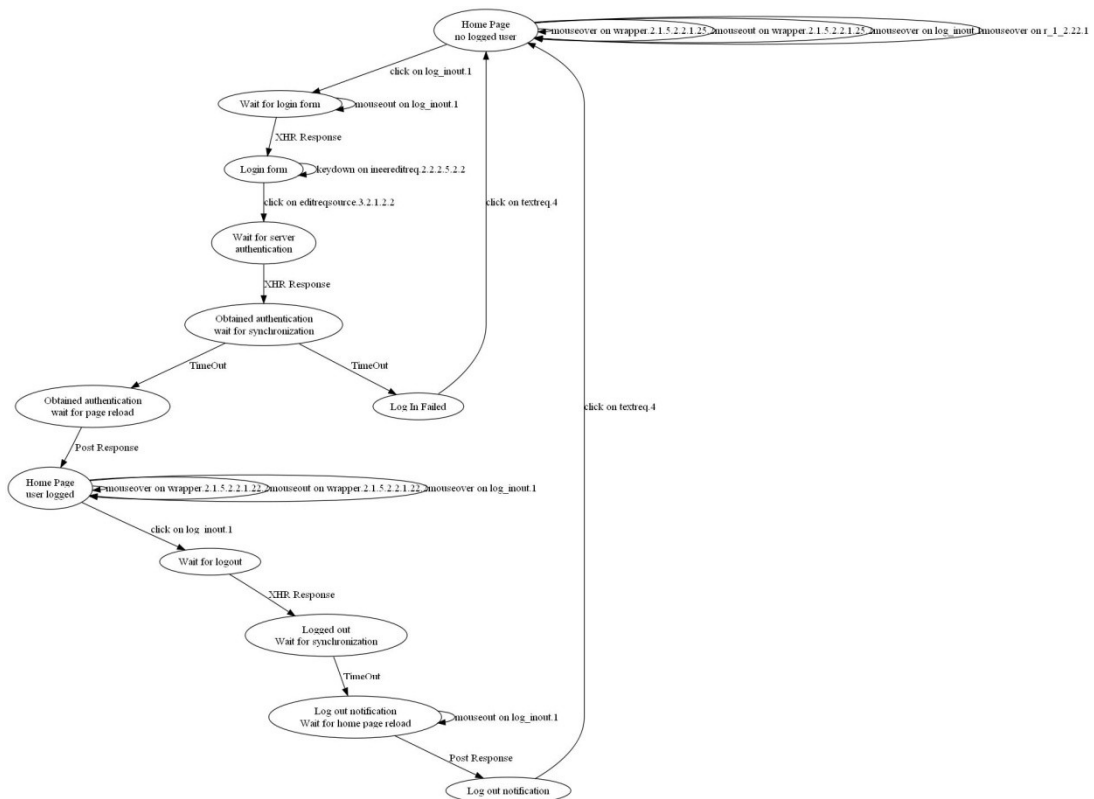 Home Page
no logged user
mouseover on wrapper.2.1.5.2.2.1.25.2
mouseout on wrapper.2.1.5.2.2.1.25.2
mouseover on log_inout.1
mouseover on r_1_2.22.1
click on log_inout.1
Wait for login form
mouseout on log_inout.1
XHR Response
Login form
keydown on ineereditreq.2.2.2.5.2.2
click on editreqsource.3.2.1.2.2
click on textreq.4
Wait for server
authentication
XHR Response
Obtained authentication
wait for synchronization
TimeOut
TimeOut
Obtained authentication
wait for page reload
Log In Failed
click on textreq.4
Post Response
Home Page
user logged
mouseover on wrapper.2.1.5.2.2.1.22.2
mouseout on wrapper.2.1.5.2.2.1.22.2
mouseover on log_inout.1
click on log_inout.1
Wait for logout
XHR Response
Logged out
Wait for synchronization
TimeOut
Log out notification
Wait for home page reload
mouseout on log_inout.1
Post Response
Log out notification